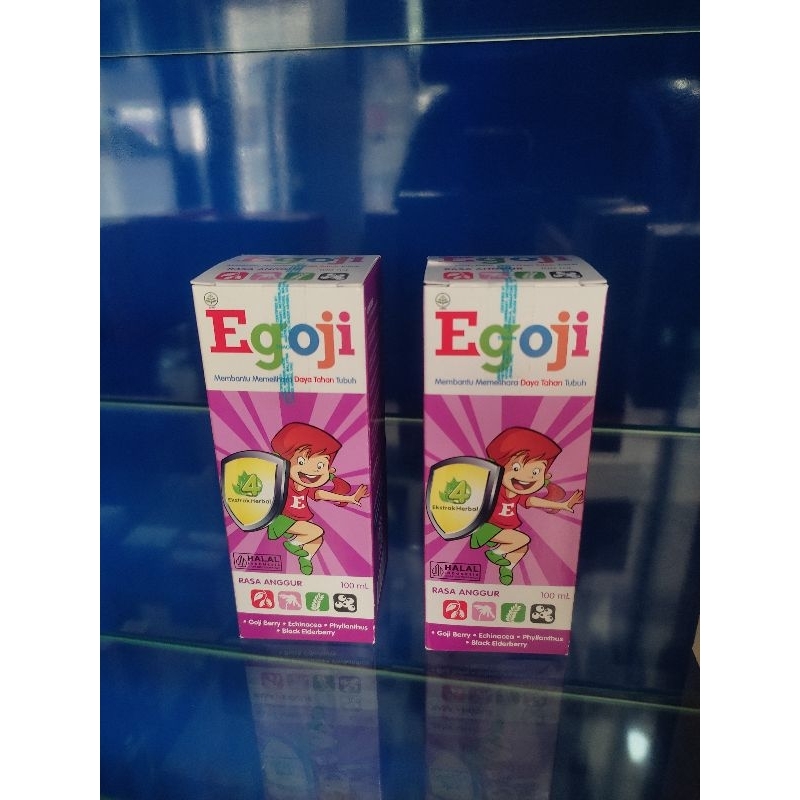 Egoji
Membantu Memelihara Daya Tahan Tubuh
4
Ekstrak Herbal
E
HALAL
INDONESIA
RASA ANGGUR
100 mL
• Goji Berry • Echinacea • Phyllanthus
• Black Elderberry
Egoji
Membantu Memelihara Daya Tahan Tubuh
4
Ekstrak Herbal
E
HALAL
INDONESIA
RASA ANGGUR
100 mL
• Goji Berry • Echinacea • Phyllanthus
• Black Elderberry